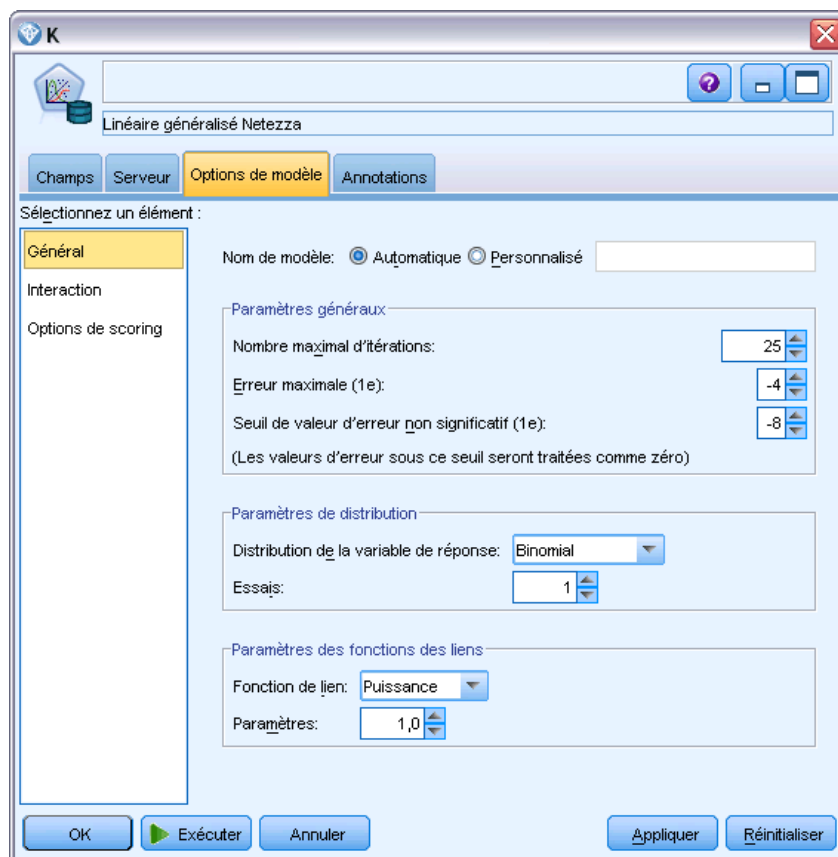 K
?
Linéaire généralisé Netezza
Champs Serveur Options de modèle Annotations
Sélectionnez un élément :
Général
Interaction
Options de scoring
Nom de modèle: Automatique Personnalisé
Paramètres généraux
Nombre maximal d'itérations: 25
Erreur maximale (1e): -4
Seuil de valeur d'erreur non significatif (1e): -8
(Les valeurs d'erreur sous ce seuil seront traitées comme zéro)
Paramètres de distribution
Distribution de la variable de réponse: Binomial
Essais: 1
Paramètres des fonctions des liens
Fonction de lien: Puissance
Paramètres: 1,0
OK Exécuter Annuler Appliquer Réinitialiser